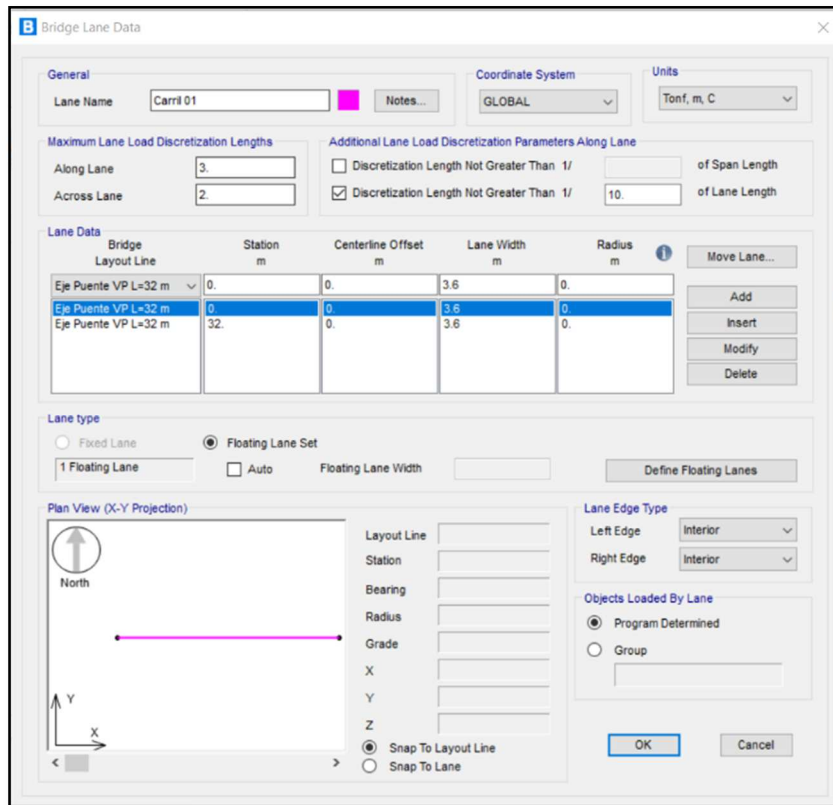 B Bridge Lane Data
General
Lane Name Carril 01 Notes...
Coordinate System
GLOBAL
Units
Tonf, m, C
Maximum Lane Load Discretization Lengths
Along Lane 3.
Across Lane 2.
Additional Lane Load Discretization Parameters Along Lane
Discretization Length Not Greater Than 1/ of Span Length
Discretization Length Not Greater Than 1/ 10. of Lane Length
Lane Data
Bridge Station Centerline Offset Lane Width Radius
Layout Line m m m m
Eje Puente VP L=32 m 0. 0. 3.6 0.
Eje Puente VP L=32 m 0. 0. 3.6 0.
Eje Puente VP L=32 m 32. 0. 3.6 0.
Move Lane...
Add
Insert
Modify
Delete
Lane type
Fixed Lane Floating Lane Set
1 Floating Lane Auto Floating Lane Width Define Floating Lanes
Plan View (X-Y Projection)
North
Y
X
Layout Line
Station
Bearing
Radius
Grade
X
Y
Z
Snap To Layout Line
Snap To Lane
Lane Edge Type
Left Edge Interior
Right Edge Interior
Objects Loaded By Lane
Program Determined
Group
OK Cancel